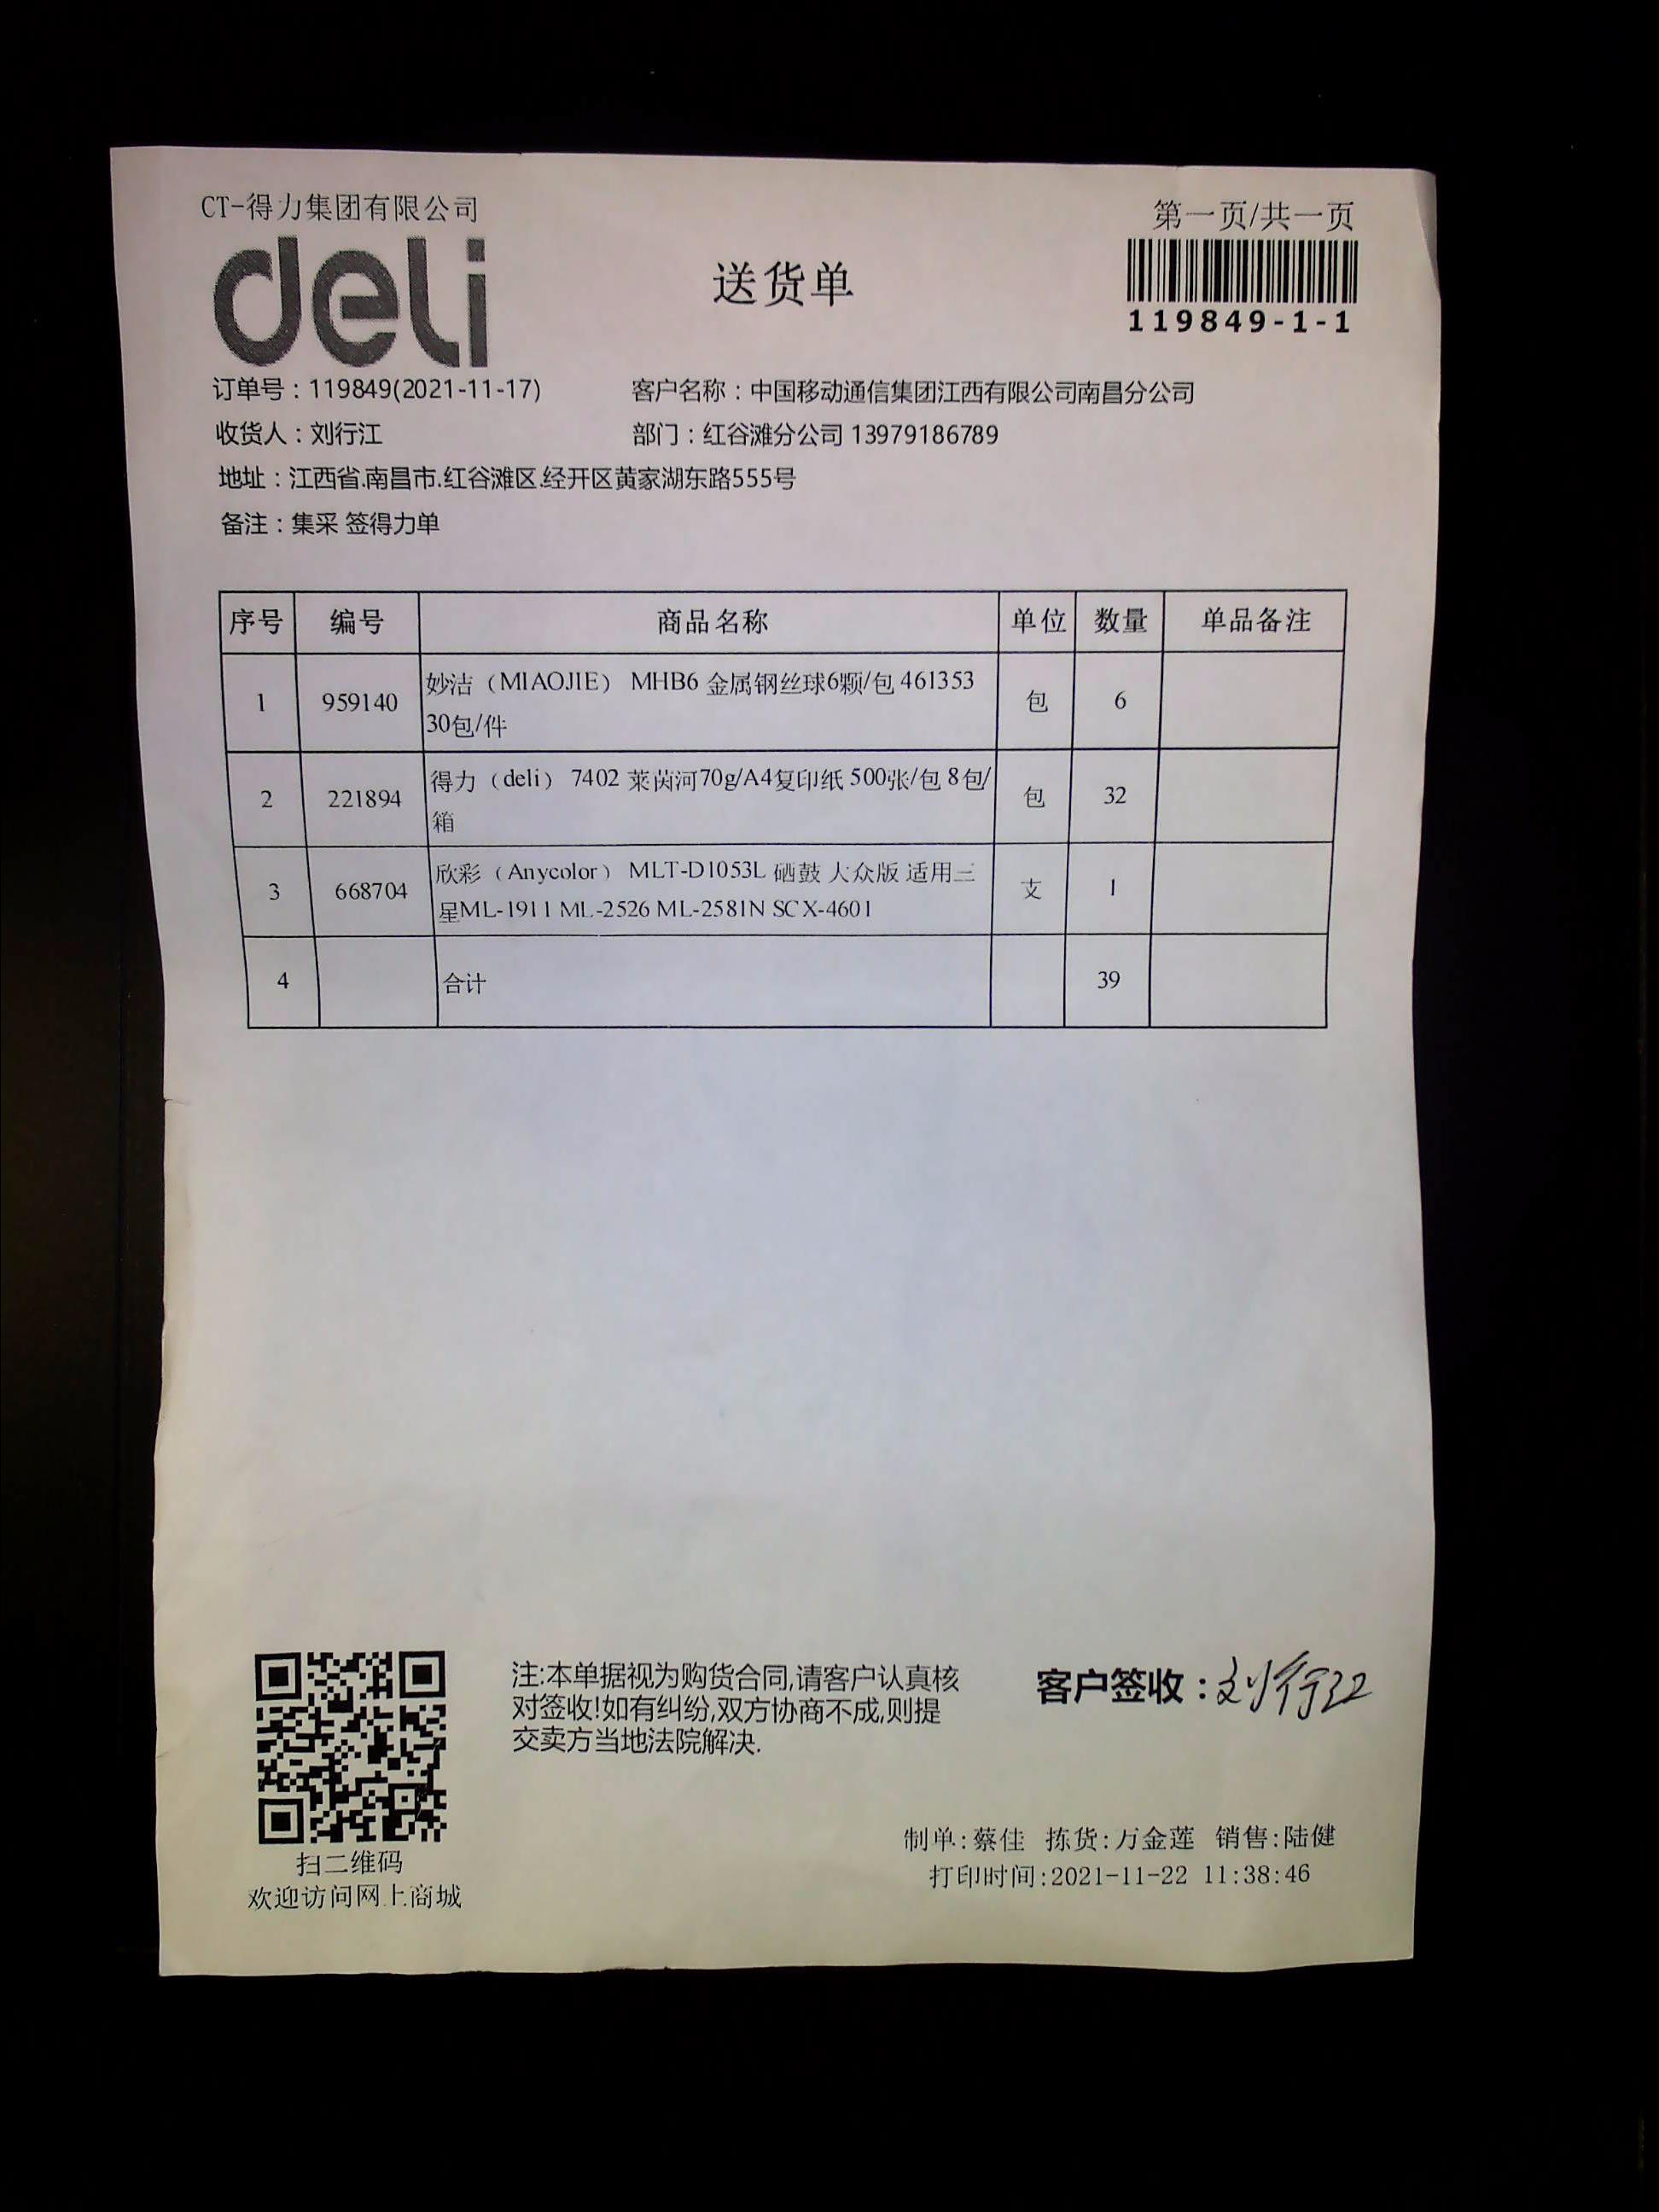 CT-得力集团有限公司
第一页/共一页
deli
送货单
119849-1-1
订单号：119849(2021-11-17)
客户名称：中国移动通信集团江西有限公司南昌分公司
收货人：刘行江
部门：红谷滩分公司 13979186789
地址：江西省.南昌市.红谷滩区.经开区黄家湖东路555号
备注：集采 签得力单
序号 编号 商品名称 单位 数量 单品备注
1 959140 妙洁（MIAOJIE） MHB6 金属钢丝球6颗/包 461353 包 6
30包/件
2 221894 得力（deli） 7402 莱茵河70g/A4复印纸 500张/包 8包/ 包 32
箱
3 668704 欣彩（Anycolor） MLT-D1053L 硒鼓 大众版 适用三 支 1
星ML-1911 ML-2526 ML-2581N SCX-4601
4 合计 39
注:本单据视为购货合同,请客户认真核
对签收!如有纠纷,双方协商不成,则提
交卖方当地法院解决.
客户签收：刘行江
扫二维码
欢迎访问网上商城
制单:蔡佳 拣货:万金莲 销售:陆健
打印时间:2021-11-22 11:38:46